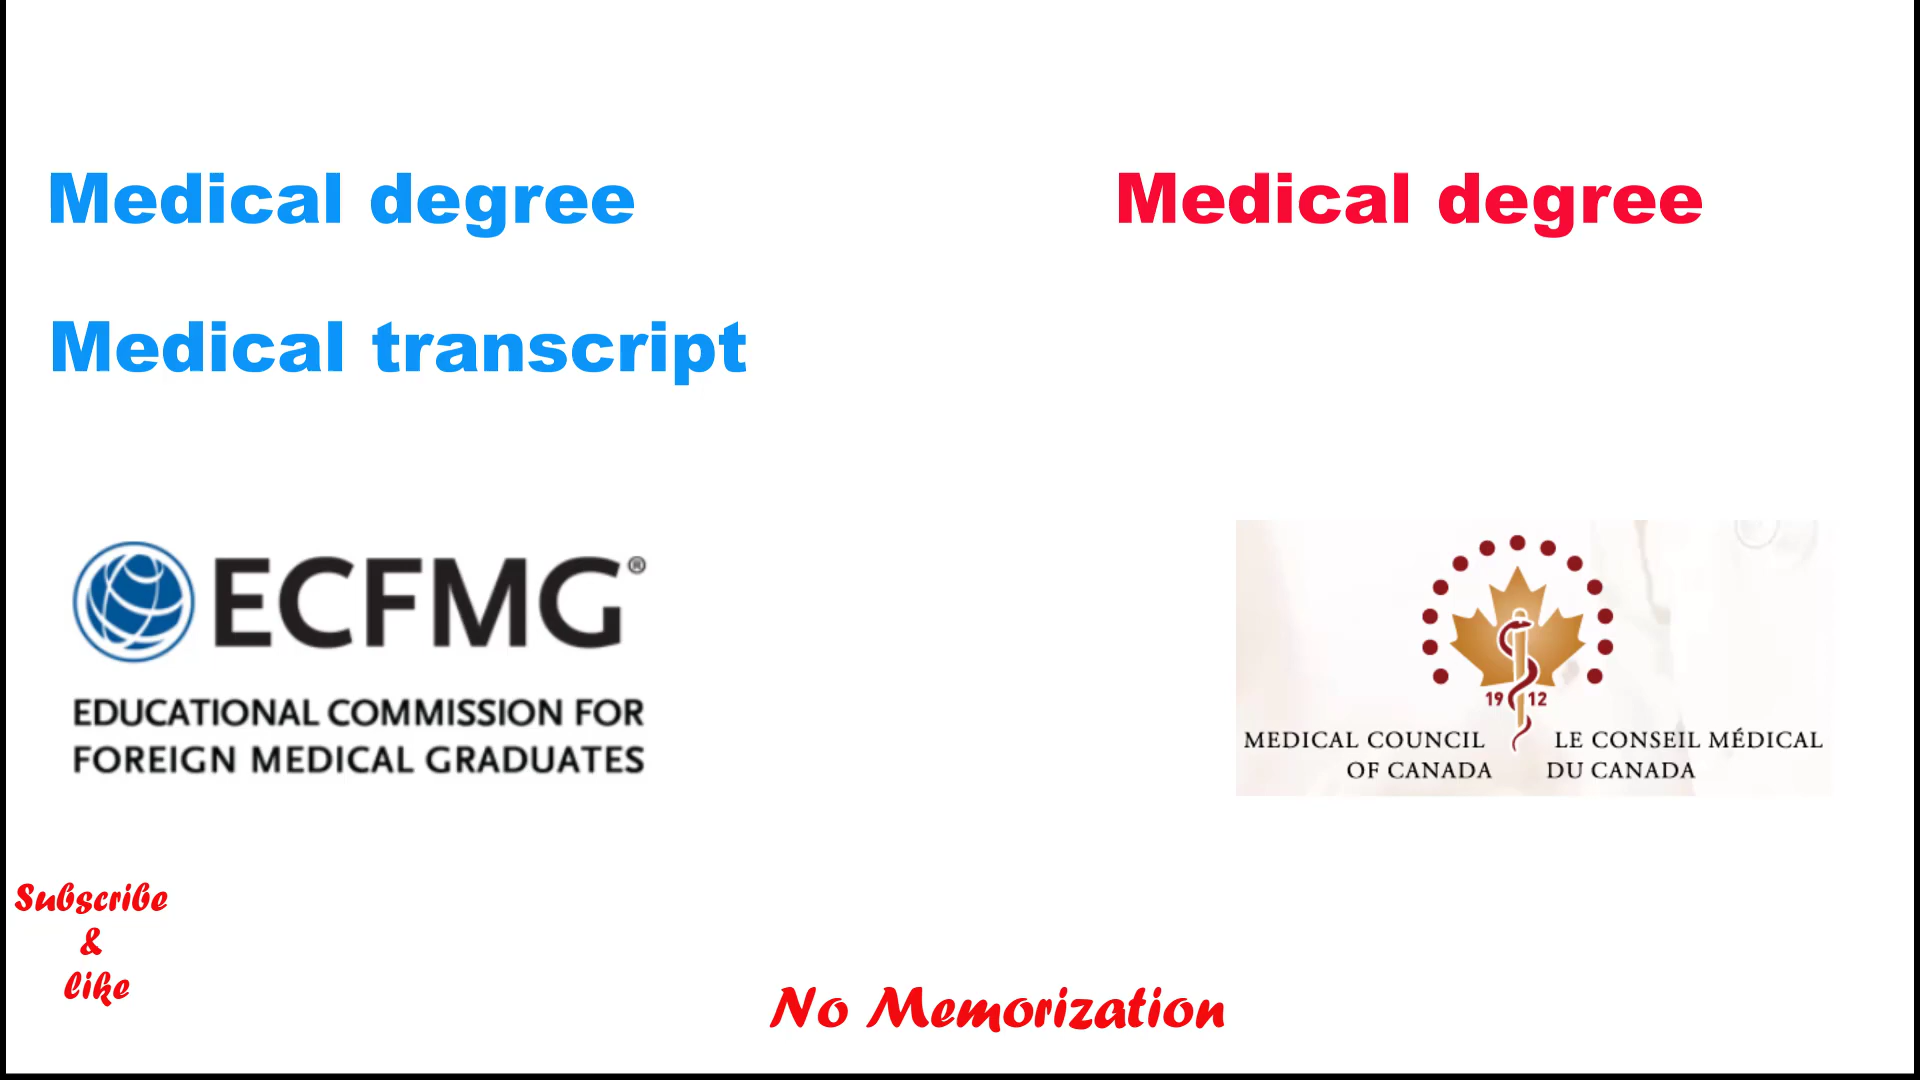 Medical degree
Medical degree
Medical transcript
ECFMG®
EDUCATIONAL COMMISSION FOR
FOREIGN MEDICAL GRADUATES
19 12
MEDICAL COUNCIL LE CONSEIL MÉDICAL
OF CANADA DU CANADA
Subscribe
&
like
No Memorization